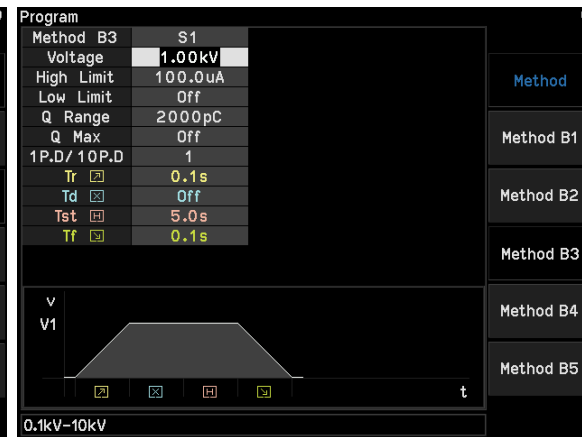 Program
Method B3 S1
Voltage 1.00kV
High Limit 100.0uA
Low Limit Off
Q Range 2000pC
Q Max Off
1P.D/10P.D 1
Tr 0.1s
Td Off
Tst H 5.0s
Tf 0.1s
V
V1
H
t
0.1kV-10kV
Method
Method B1
Method B2
Method B3
Method B4
Method B5